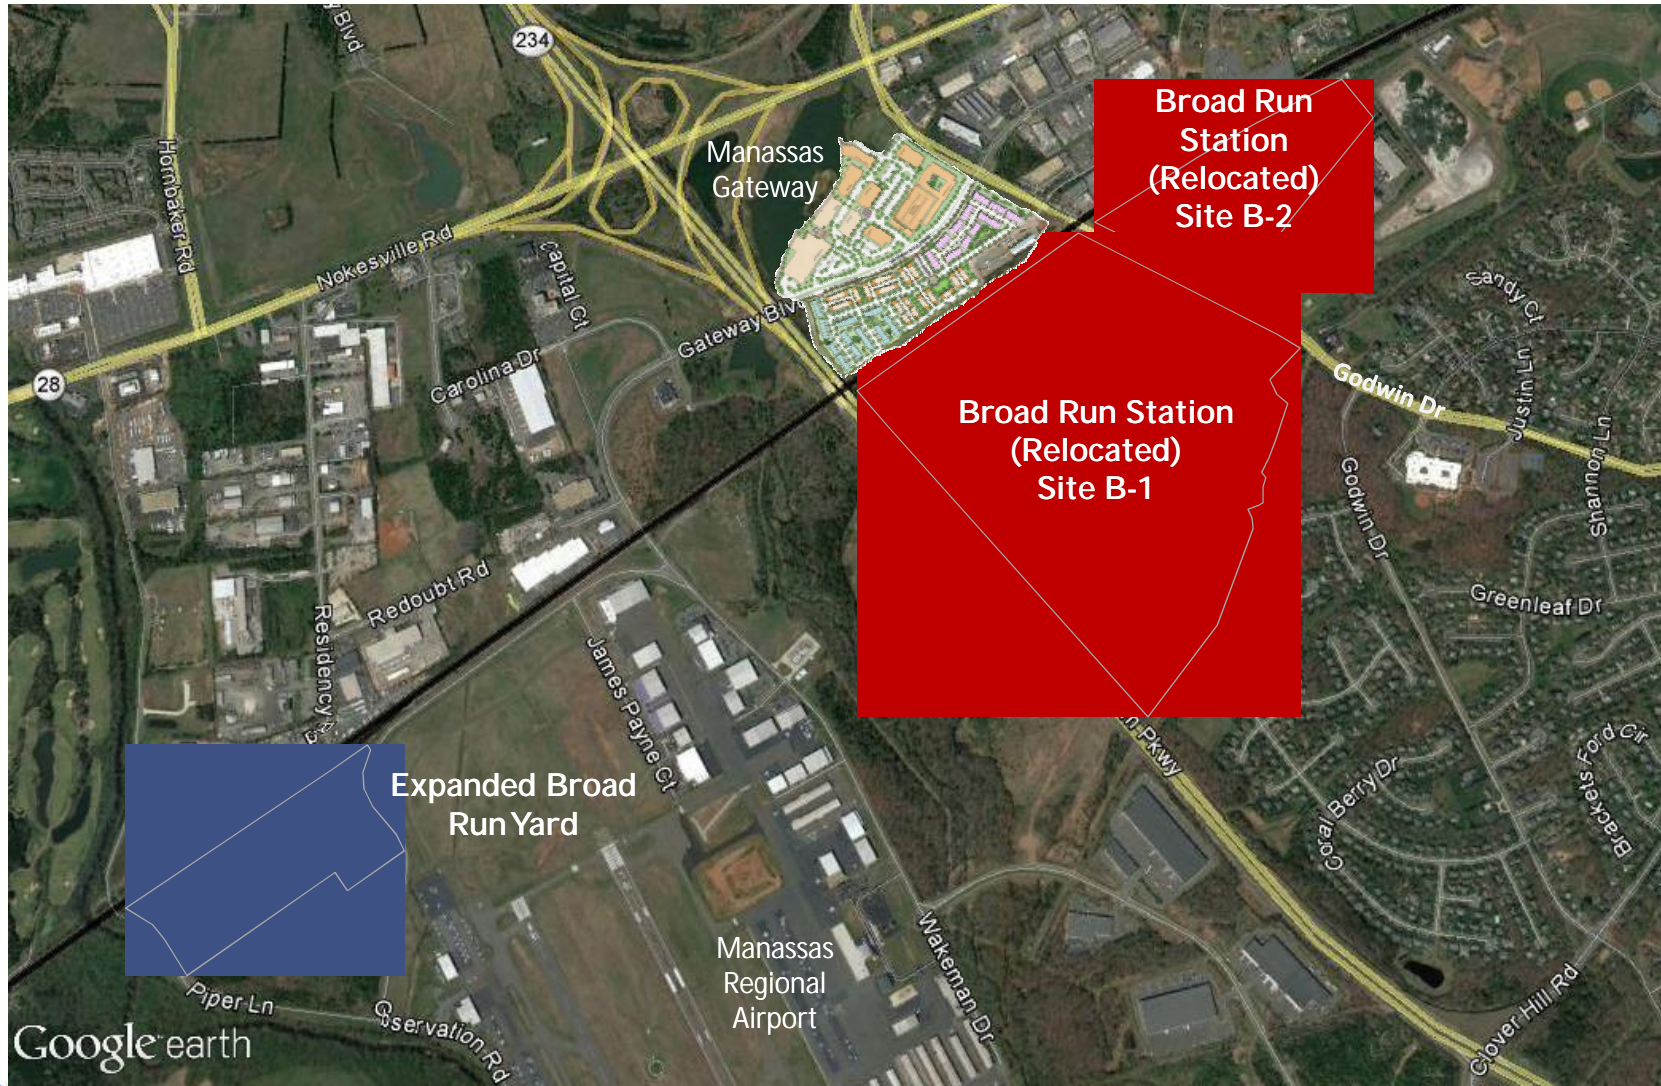 234
Broad Run
Station
(Relocated)
Site B-2
Manassas
Gateway
Hornbaker Rd
Nokesville Rd
Capital Ct
Sandy Ct
Gateway Blv
28
Carolina Dr
Godwin Dr
Justin Ln
Broad Run Station
(Relocated)
Site B-1
Shannon Ln
Godwin Dr
Redoubt Rd
Greenleaf Dr
Residency
James Payne Ct
Pkwy
Brackets Ford Cir
Coral Berry Dr
Expanded Broad
Run Yard
Manassas
Regional
Airport
Wakeman Dr
Clover Hill Rd
Piper Ln
Observation Rd
Google earth